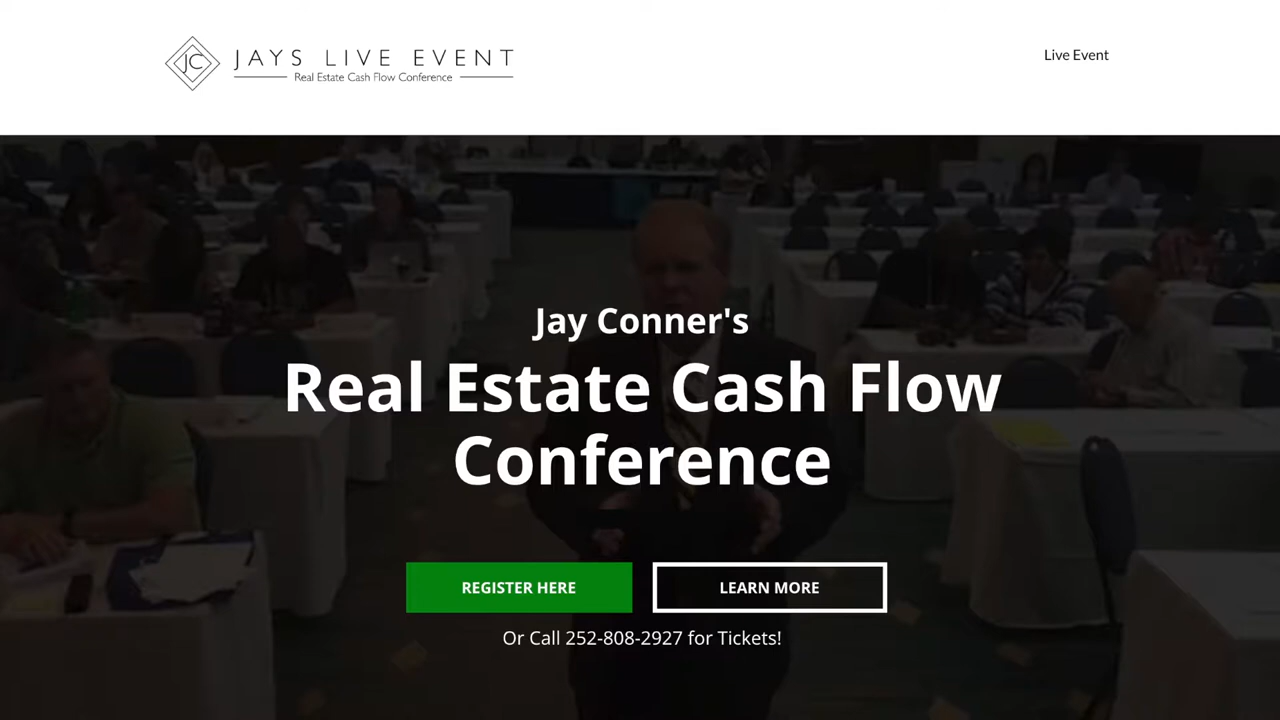 JC
JAYS LIVE EVENT
Real Estate Cash Flow Conference
Live Event
Jay Conner's
Real Estate Cash Flow
Conference
REGISTER HERE
LEARN MORE
Or Call 252-808-2927 for Tickets!